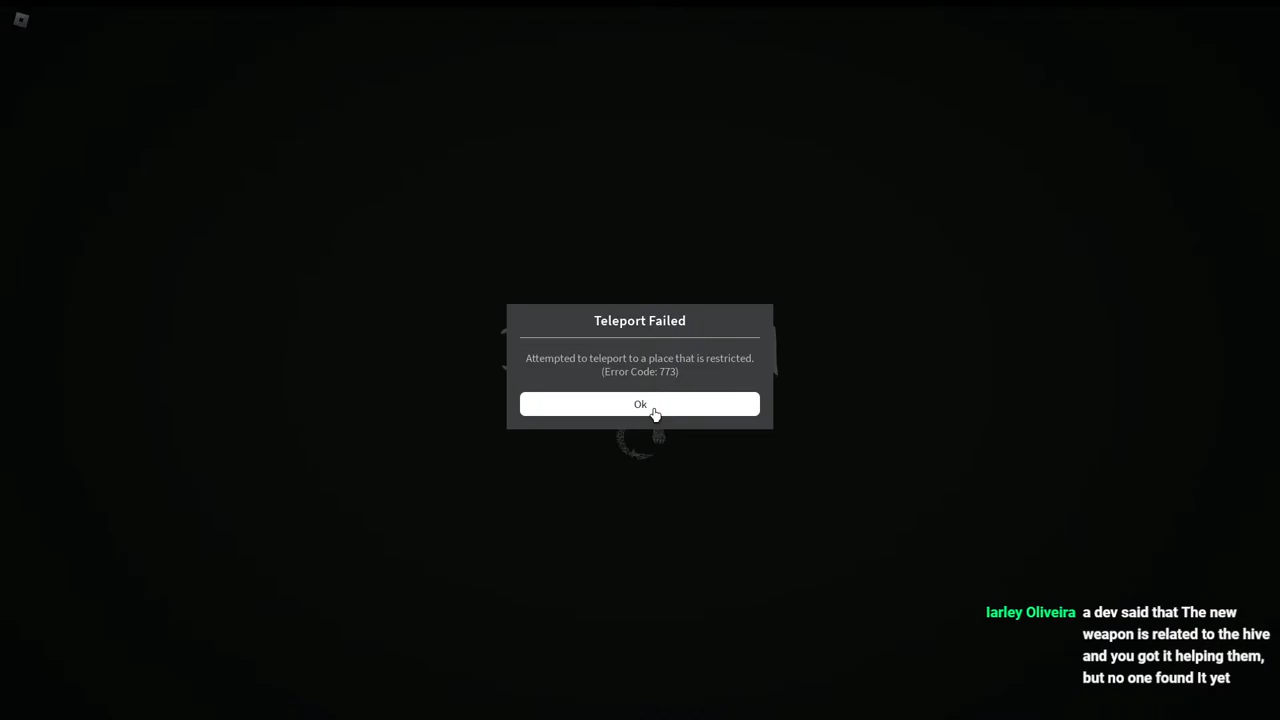 Teleport Failed
Attempted to teleport to a place that is restricted.
(Error Code: 773)
Ok
Iarley Oliveira a dev said that The new
weapon is related to the hive
and you got it helping them,
but no one found It yet